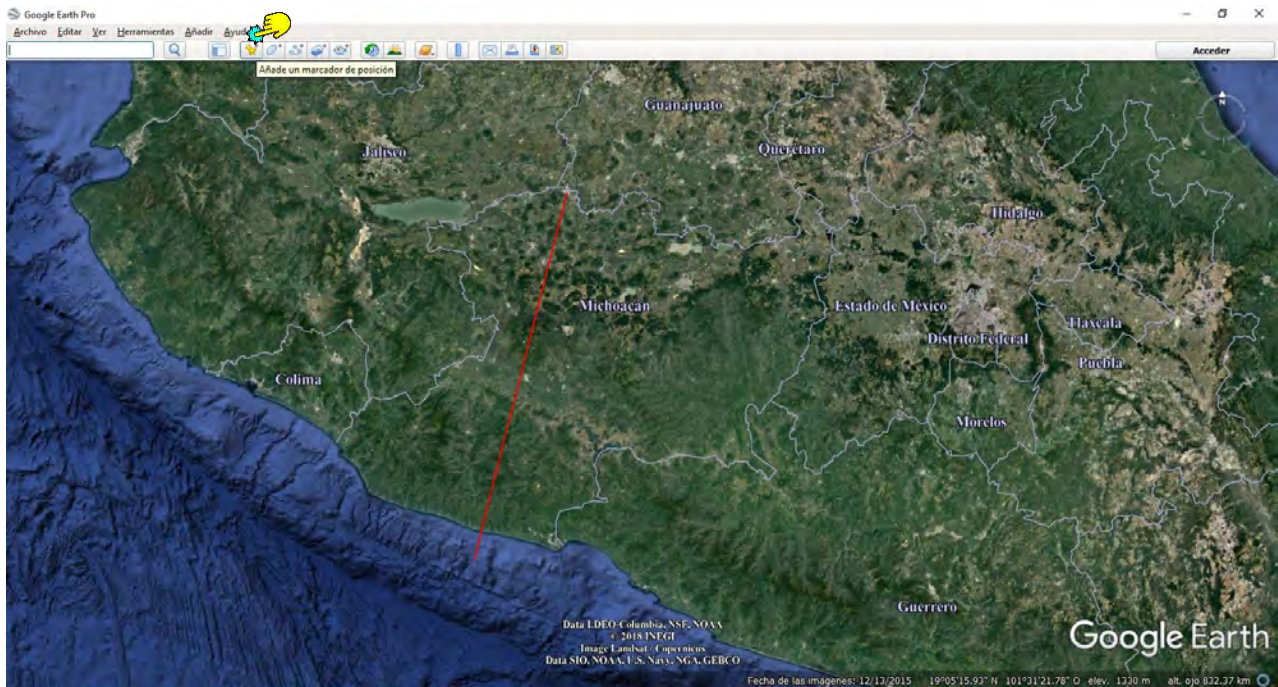 Google Earth Pro
Archivo Editar Ver Herramientas Añadir Ayud
Acceder
Añade un marcador de posición
N
Guanajuato
Jalisco
Querétaro
Hidalgo
Michoacán
Estado de México
Tlaxcala
Distrito Federal
Puebla
Colima
Morelos
Guerrero
Data LDEO-Columbia, NSF, NOAA
© 2018 INEGI
Image Landsat / Copernicus
Data SIO, NOAA, U.S. Navy, NGA, GEBCO
Google Earth
Fecha de las imágenes: 12/13/2015 19°05'15.93" N 101°31'21.78" O elev. 1330 m alt. ojo 832.37 km